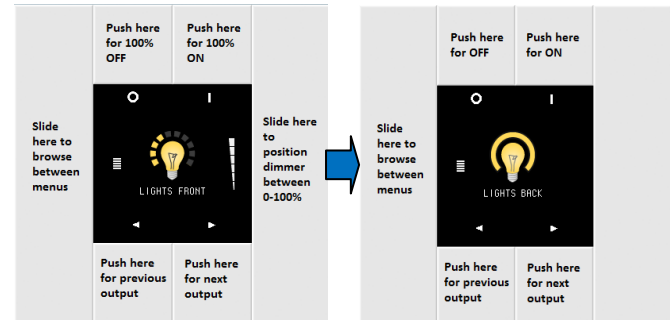 Push here
for 100%
OFF
Push here
for 100%
ON
Slide
here to
browse
between
menus
LIGHTS FRONT
Slide here
to
position
dimmer
between
0-100%
Push here
for previous
output
Push here
for next
output
Push here
for OFF
Push here
for ON
Slide
here to
browse
between
menus
LIGHTS BACK
Push here
for previous
output
Push here
for next
output